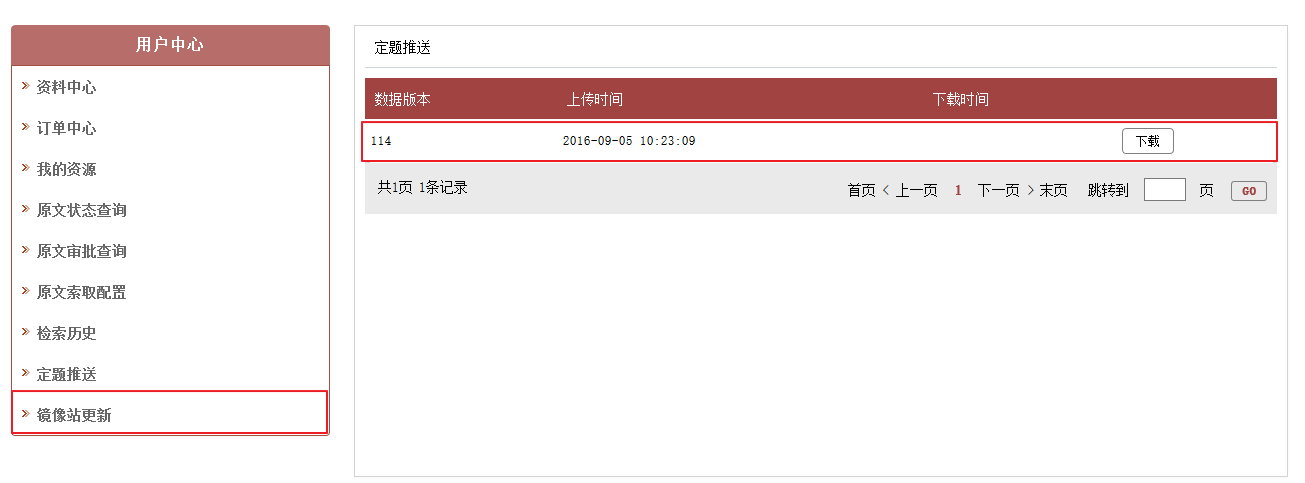 用户中心
资料中心
订单中心
我的资源
原文状态查询
原文审批查询
原文索取配置
检索历史
定题推送
镜像站更新
定题推送
数据版本 上传时间 下载时间
114 2016-09-05 10:23:09 下载
共1页 1条记录 首页 上一页 1 下一页 末页 跳转到 页 GO